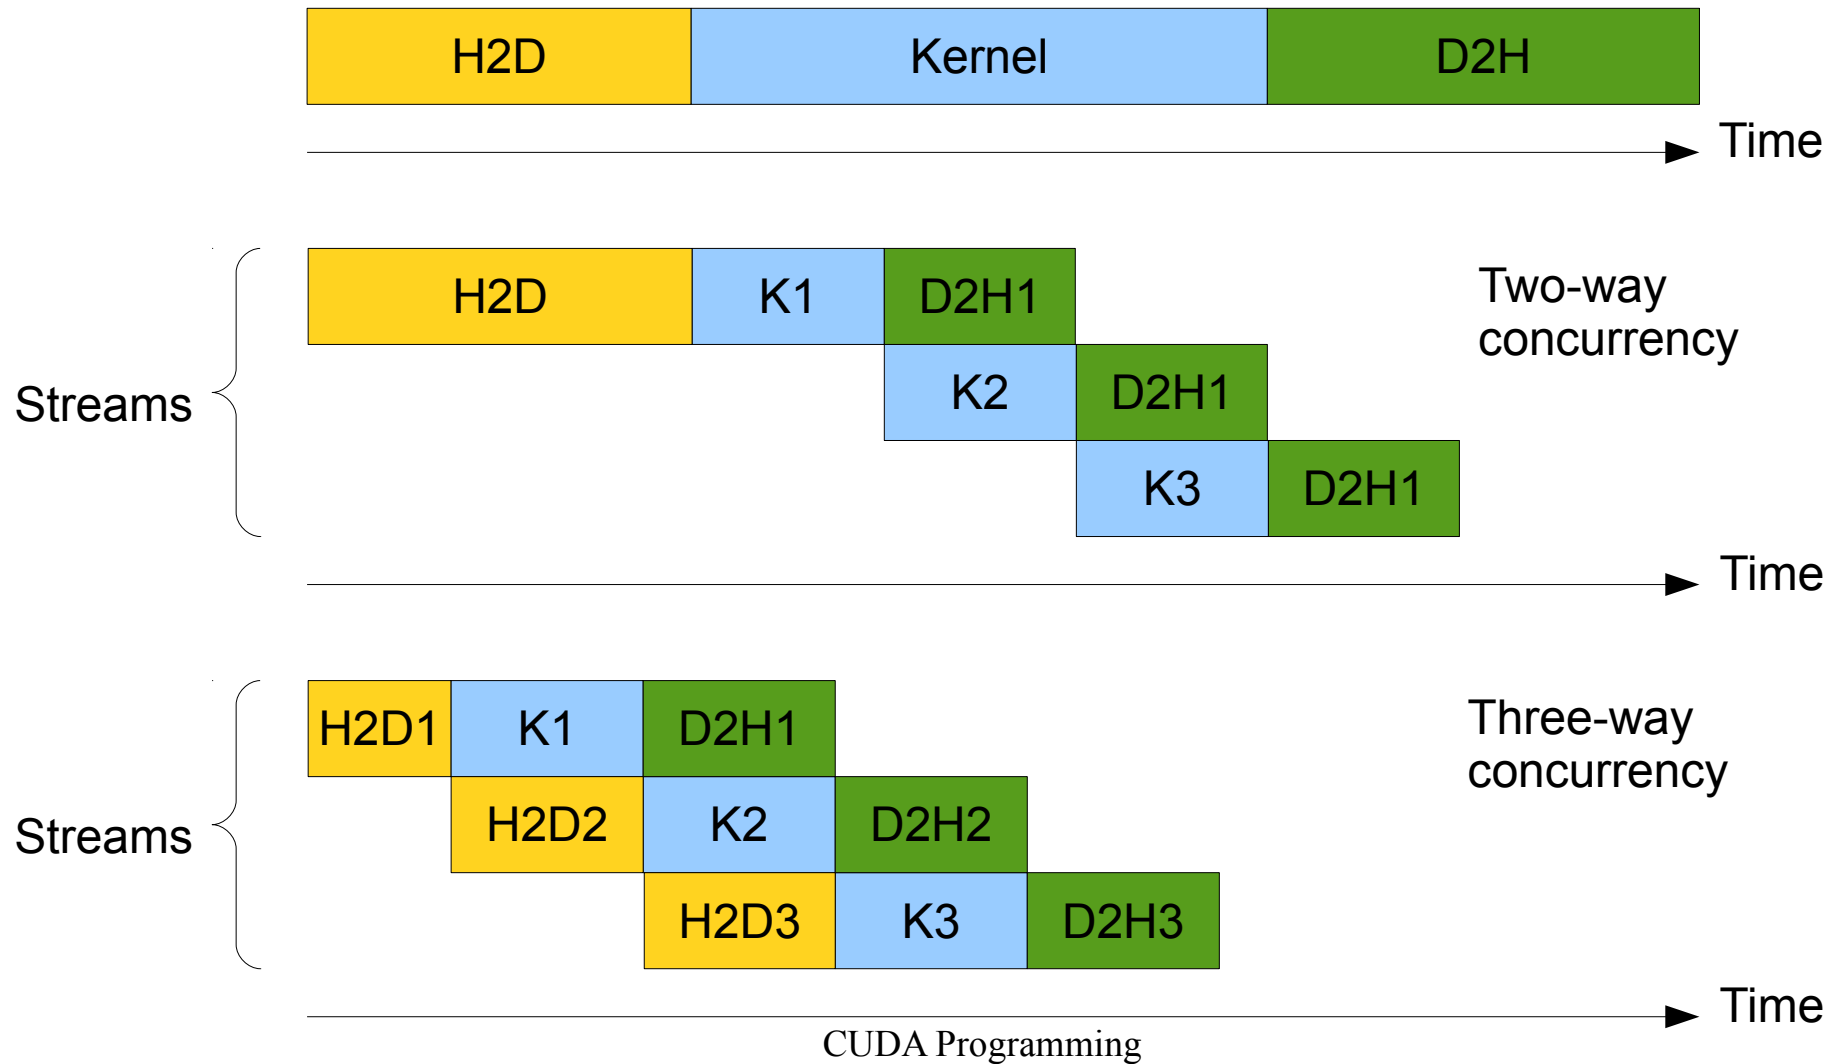 H2D Kernel D2H
Time
H2D K1 D2H1
Two-way
concurrency
K2 D2H1
Streams
K3 D2H1
Time
H2D1 K1 D2H1
Three-way
concurrency
H2D2 K2 D2H2
Streams
H2D3 K3 D2H3
Time
CUDA Programming